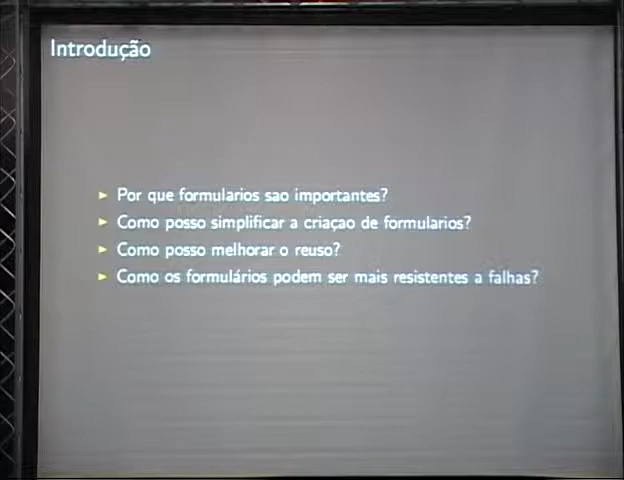 Introdução
Por que formularios sao importantes?
Como posso simplificar a criaçao de formularios?
Como posso melhorar o reuso?
Como os formulários podem ser mais resistentes a falhas?